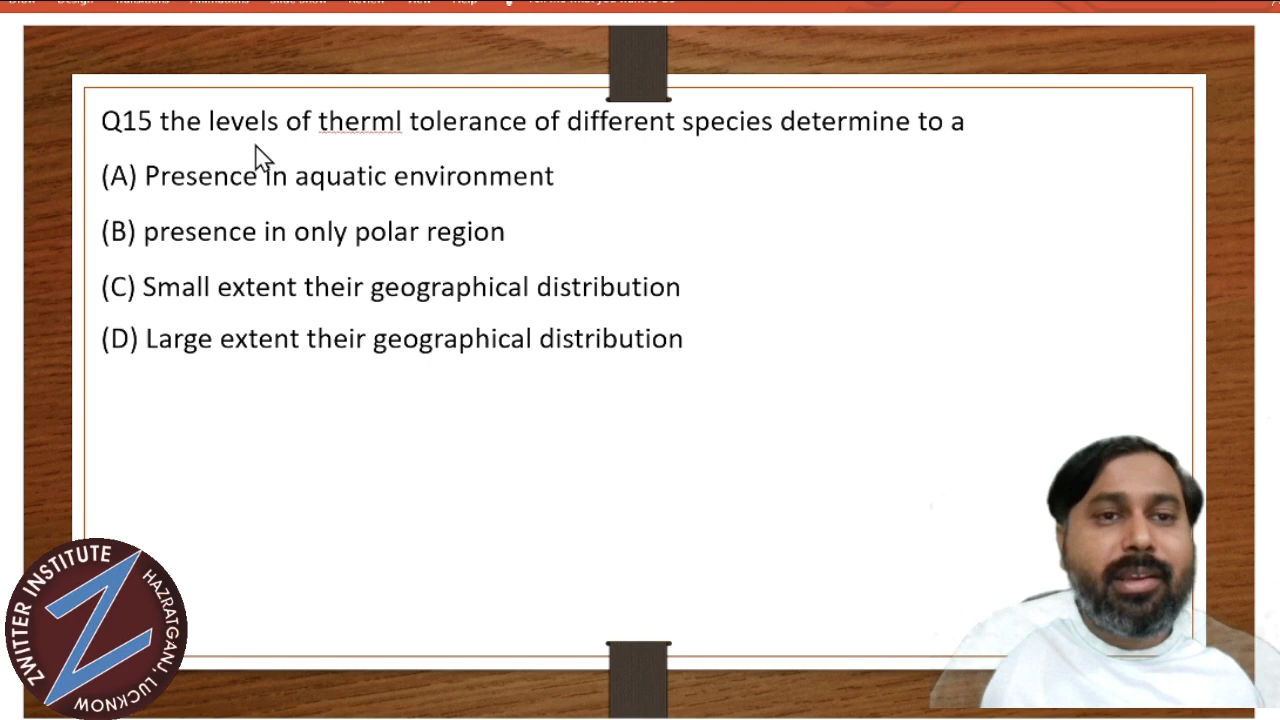 Q15 the levels of therml tolerance of different species determine to a
(A) Presence in aquatic environment
(B) presence in only polar region
(C) Small extent their geographical distribution
(D) Large extent their geographical distribution
ZWITTER INSTITUTE
HAZRATGANJ, LUCKNOW
Z